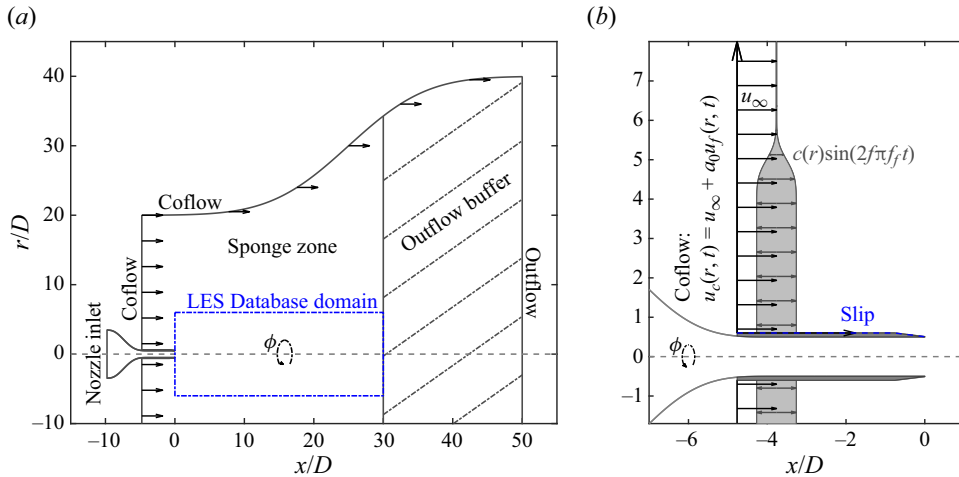 (a)
(b)
40
30
20
10
0
–10
r/D
–10
0
10
20
30
40
50
x/D
Coflow
Sponge zone
Coflow
LES Database domain
Nozzle inlet
ϕ
Outflow buffer
Outflow
7
6
5
4
3
2
1
0
–1
–6
–4
–2
0
x/D
Coflow:
u_c(r, t) = u_∞ + a_0u_f(r, t)
u_∞
c(r)sin(2fπf_f t)
Slip
ϕ